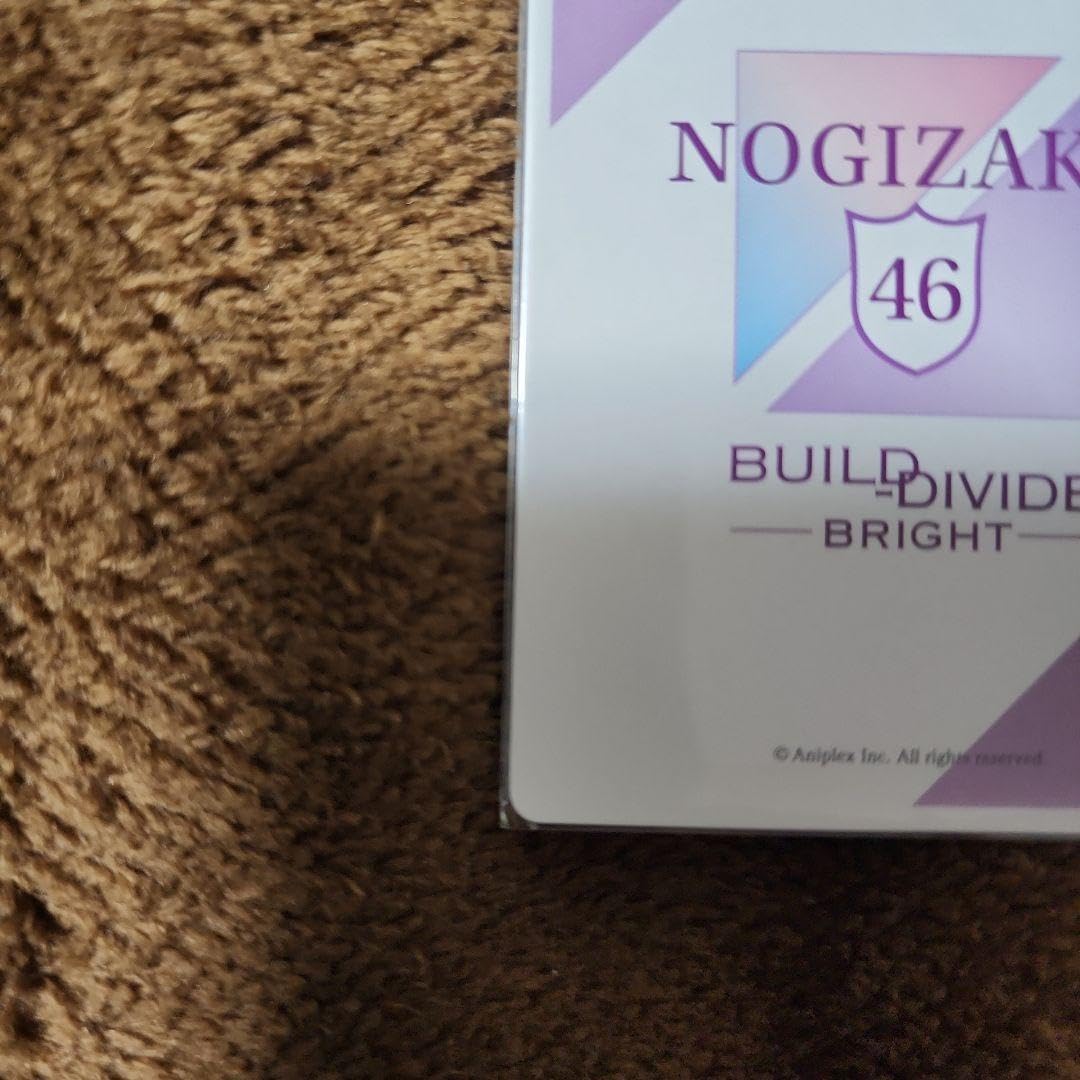 NOGIZAK
46
BUILD
-DIVIDE
BRIGHT
© Aniplex Inc. All rights reserved.